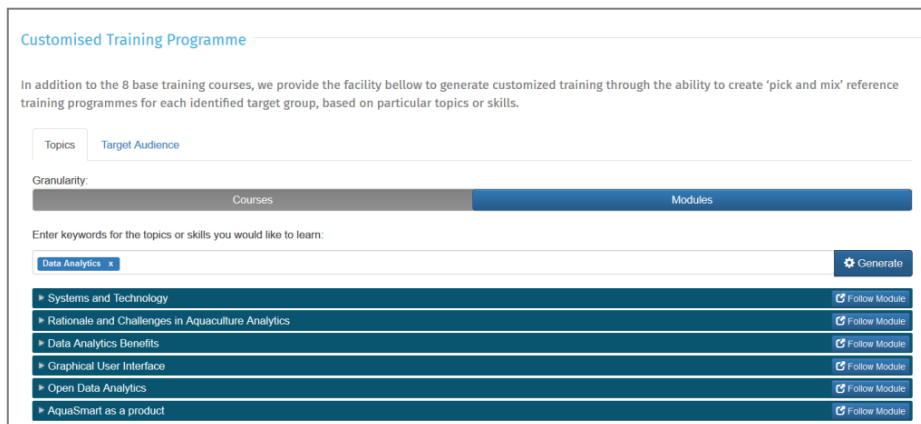 Customised Training Programme
In addition to the 8 base training courses, we provide the facility bellow to generate customized training through the ability to create ‘pick and mix’ reference
training programmes for each identified target group, based on particular topics or skills.
Topics Target Audience
Granularity:
Courses Modules
Enter keywords for the topics or skills you would like to learn:
Data Analytics x Generate
Systems and Technology Follow Module
Rationale and Challenges in Aquaculture Analytics Follow Module
Data Analytics Benefits Follow Module
Graphical User Interface Follow Module
Open Data Analytics Follow Module
AquaSmart as a product Follow Module